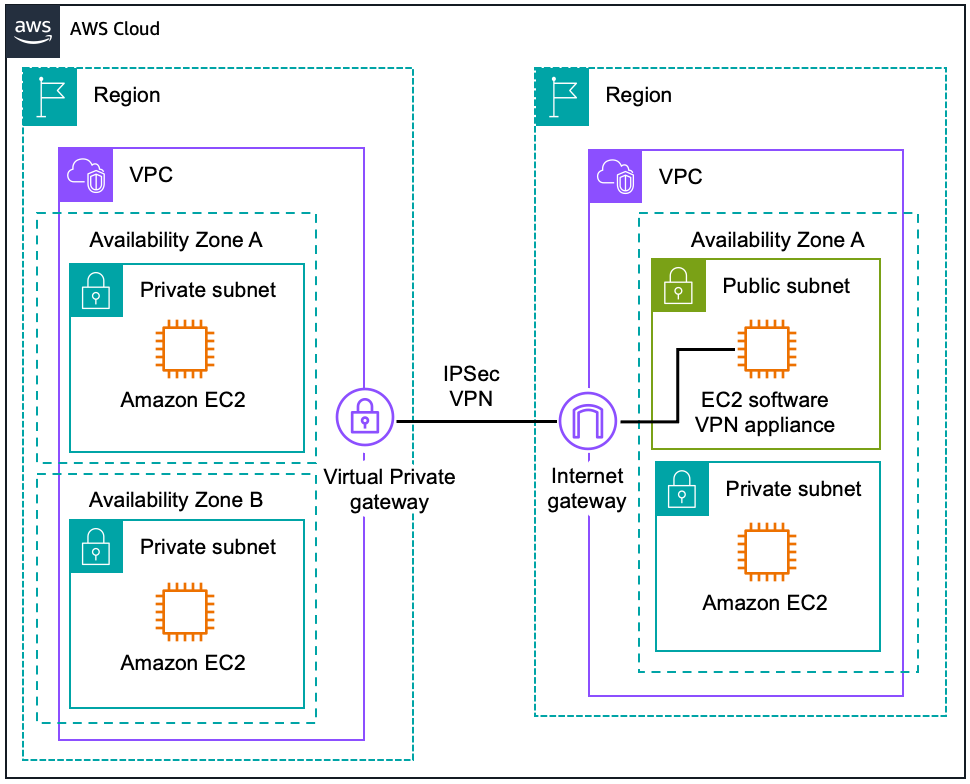 aws
AWS Cloud
Region
VPC
Availability Zone A
Private subnet
Amazon EC2
Availability Zone B
Private subnet
Amazon EC2
Virtual Private
gateway
IPSec
VPN
Internet
gateway
Region
VPC
Availability Zone A
Public subnet
EC2 software
VPN appliance
Private subnet
Amazon EC2